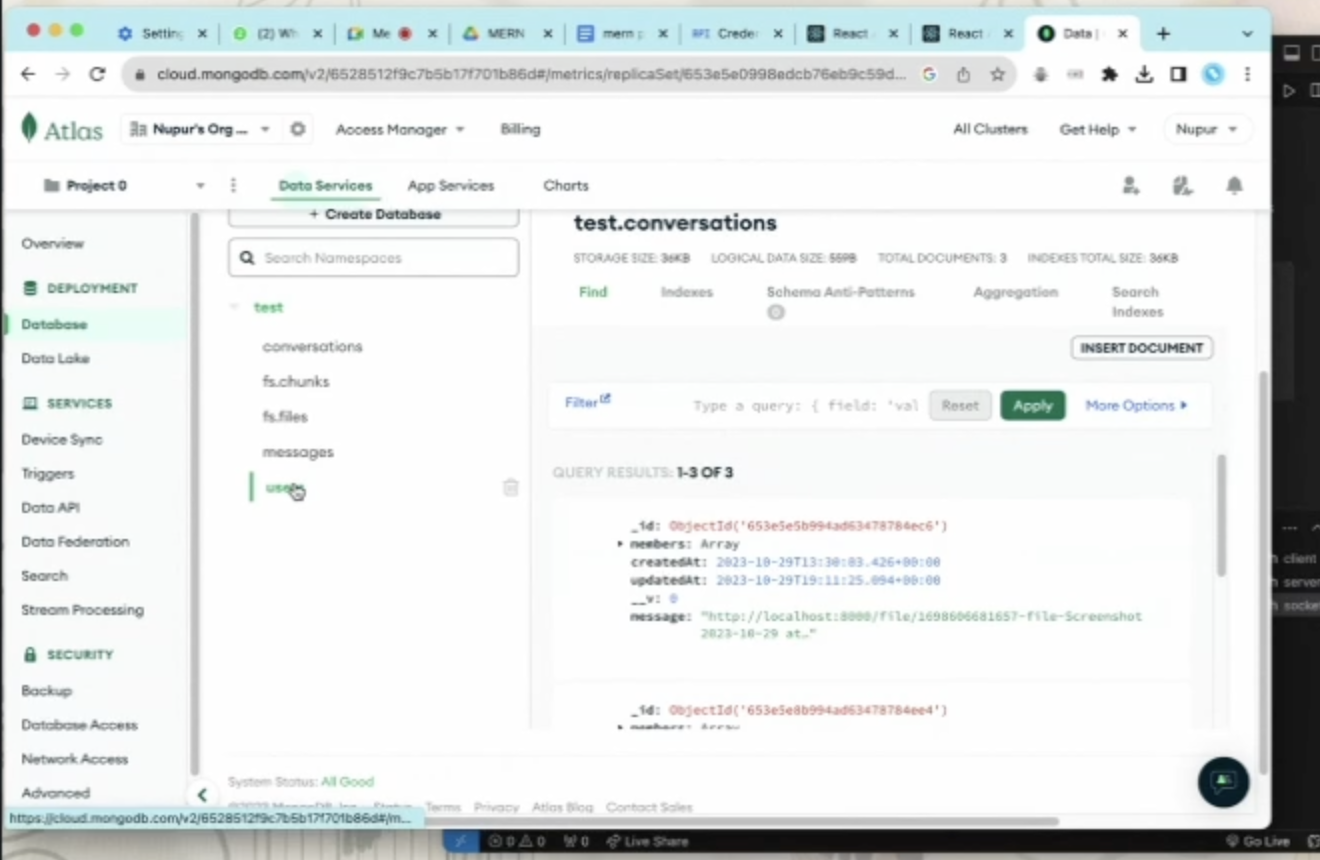 Setting
(2) Wh
Me
MERN
mern p
API Creden
React
React
Data |
cloud.mongodb.com/v2/6528512f9c7b5b17f701b86d#/metrics/replicaSet/653e5e0998edcb76eb9c59d...
Atlas
Nupur's Org ...
Access Manager
Billing
All Clusters
Get Help
Nupur
Project 0
Data Services
App Services
Charts
Overview
DEPLOYMENT
Database
Data Lake
SERVICES
Device Sync
Triggers
Data API
Data Federation
Search
Stream Processing
SECURITY
Backup
Database Access
Network Access
Advanced
+ Create Database
Search Namespaces
test
conversations
fs.chunks
fs.files
messages
test.conversations
STORAGE SIZE: 36KB LOGICAL DATA SIZE: 559B TOTAL DOCUMENTS: 3 INDEXES TOTAL SIZE: 36KB
Find
Indexes
Schema Anti-Patterns
Aggregation
Search
Indexes
INSERT DOCUMENT
Filter
Type a query: { field: 'val
Reset
Apply
More Options
QUERY RESULTS: 1-3 OF 3
_id: ObjectId('653e5e5b994ad63478784ec6')
members: Array
createdAt: 2023-10-29T13:30:03.426+00:00
updatedAt: 2023-10-29T19:11:25.094+00:00
__v: 0
message: "http://localhost:8000/file/1698606681657-file-Screenshot
2023-10-29 at…"
_id: ObjectId('653e5e8b994ad63478784ee4')
members: Array
System Status: All Good
©2023 MongoDB, Inc. Status Terms Privacy Atlas Blog Contact Sales
https://cloud.mongodb.com/v2/6528512f9c7b5b17f701b86d#/m...
0 0 0 Live Share
Go Live
client
server
socket